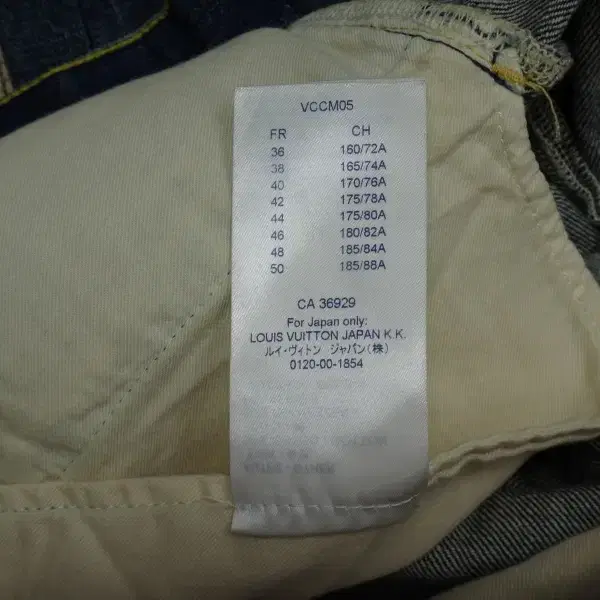 VCCM05
FR CH
36 160/72A
38 165/74A
40 170/76A
42 175/78A
44 175/80A
46 180/82A
48 185/84A
50 185/88A
CA 36929
For Japan only:
LOUIS VUITTON JAPAN K.K.
ルイ・ヴィトン ジャパン(株)
0120-00-1854